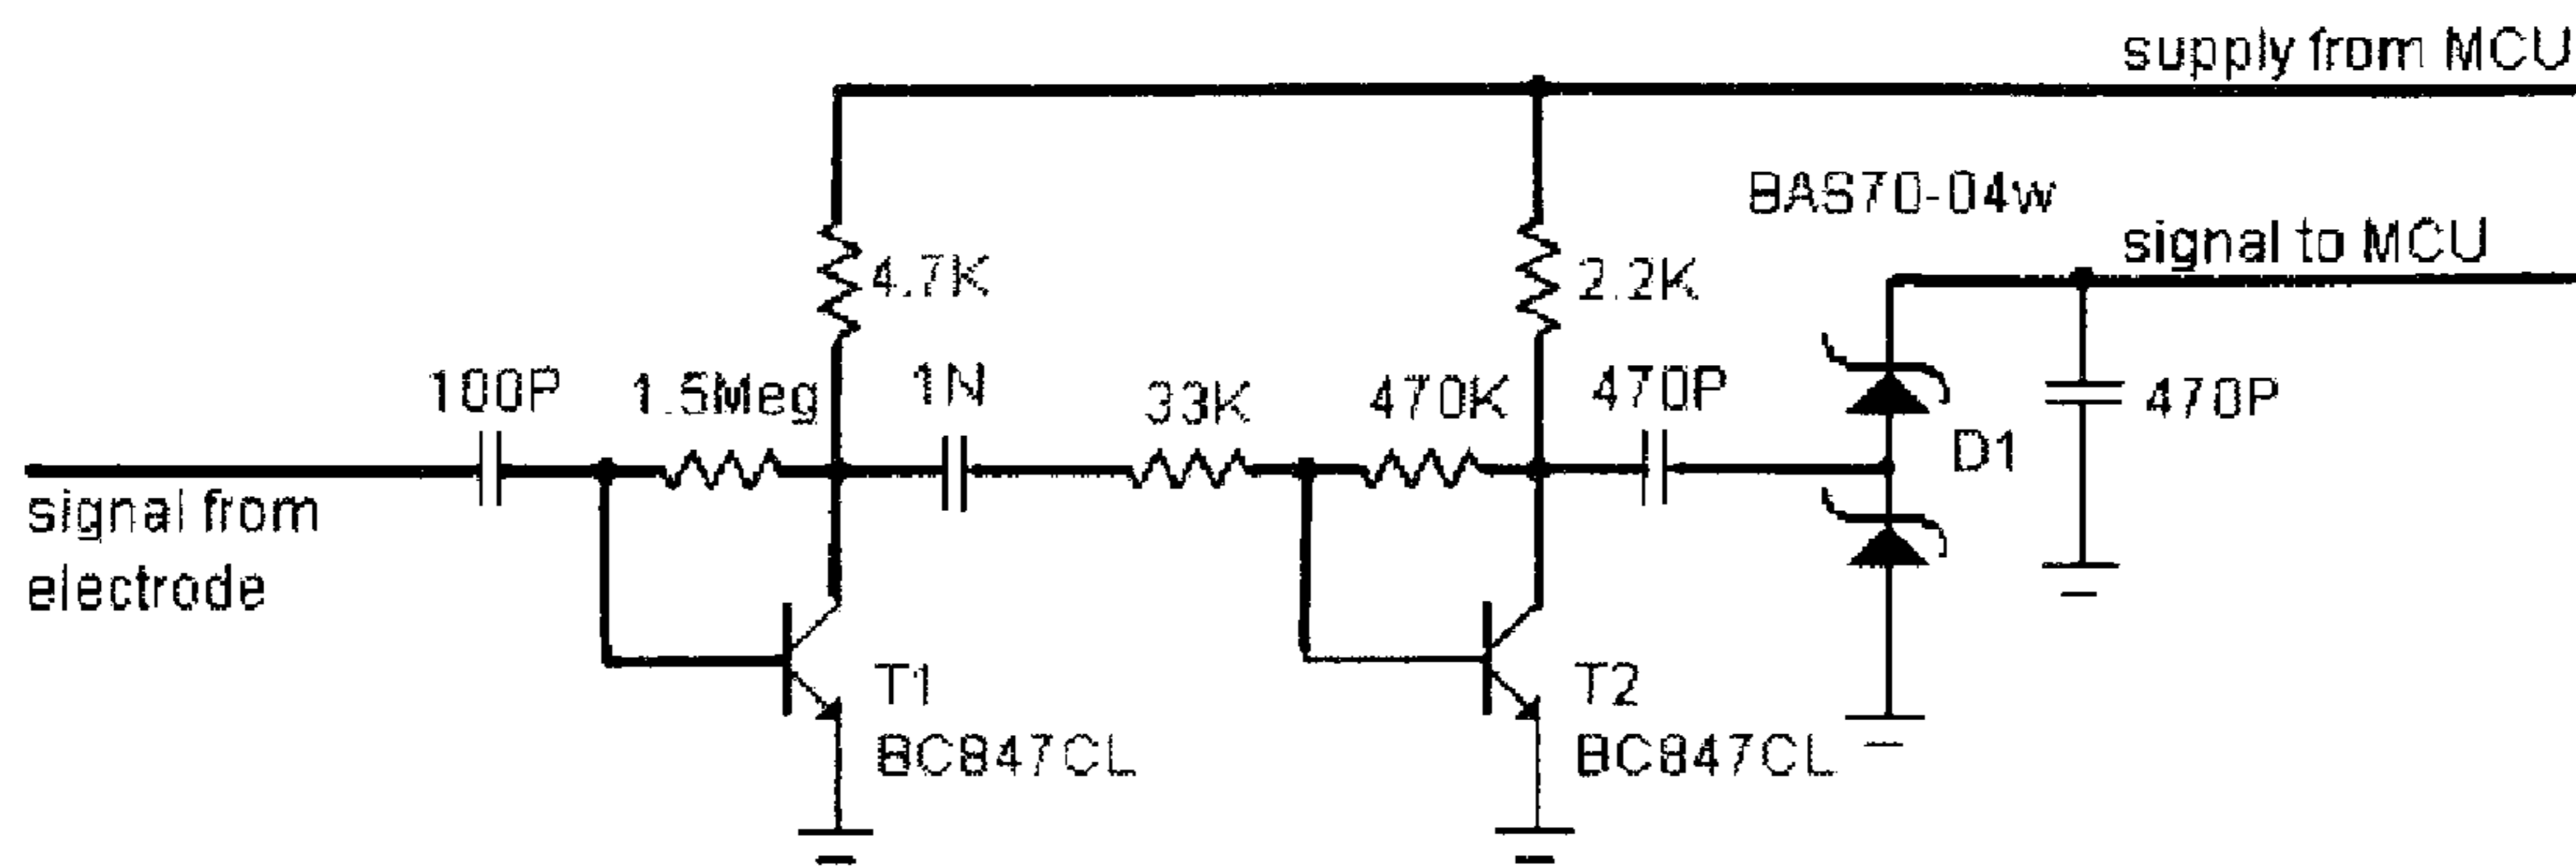 supply from MCU
BAS70-04w
signal to MCU
4.7K
2.2K
100P
1.5Meg
1N
33K
470K
470P
470P
D1
signal from
electrode
T1
BC847CL
T2
BC847CL